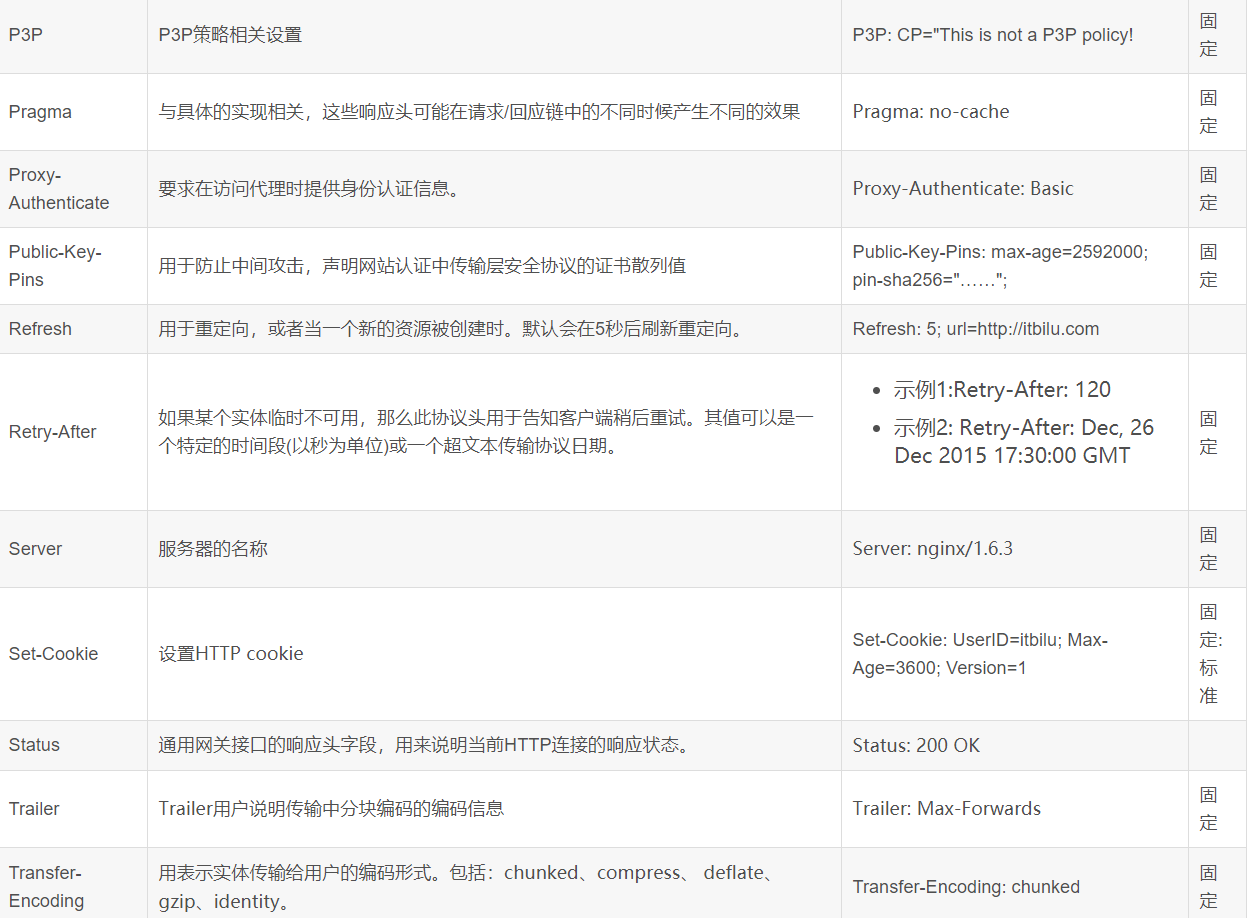 P3P
P3P策略相关设置
P3P: CP="This is not a P3P policy!
固
定
Pragma
与具体的实现相关，这些响应头可能在请求/回应链中的不同时候产生不同的效果
Pragma: no-cache
固
定
Proxy-
Authenticate
要求在访问代理时提供身份认证信息。
Proxy-Authenticate: Basic
固
定
Public-Key-
Pins
用于防止中间攻击，声明网站认证中传输层安全协议的证书散列值
Public-Key-Pins: max-age=2592000;
pin-sha256="……";
固
定
Refresh
用于重定向，或者当一个新的资源被创建时。默认会在5秒后刷新重定向。
Refresh: 5; url=http://itbilu.com
Retry-After
如果某个实体临时不可用，那么此协议头用于告知客户端稍后重试。其值可以是一
个特定的时间段(以秒为单位)或一个超文本传输协议日期。
• 示例1:Retry-After: 120
• 示例2: Retry-After: Dec, 26
Dec 2015 17:30:00 GMT
固
定
Server
服务器的名称
Server: nginx/1.6.3
固
定
Set-Cookie
设置HTTP cookie
Set-Cookie: UserID=itbilu; Max-
Age=3600; Version=1
固
定:
标
准
Status
通用网关接口的响应头字段，用来说明当前HTTP连接的响应状态。
Status: 200 OK
Trailer
Trailer用户说明传输中分块编码的编码信息
Trailer: Max-Forwards
固
定
Transfer-
Encoding
用表示实体传输给用户的编码形式。包括：chunked、compress、 deflate、
gzip、identity。
Transfer-Encoding: chunked
固
定